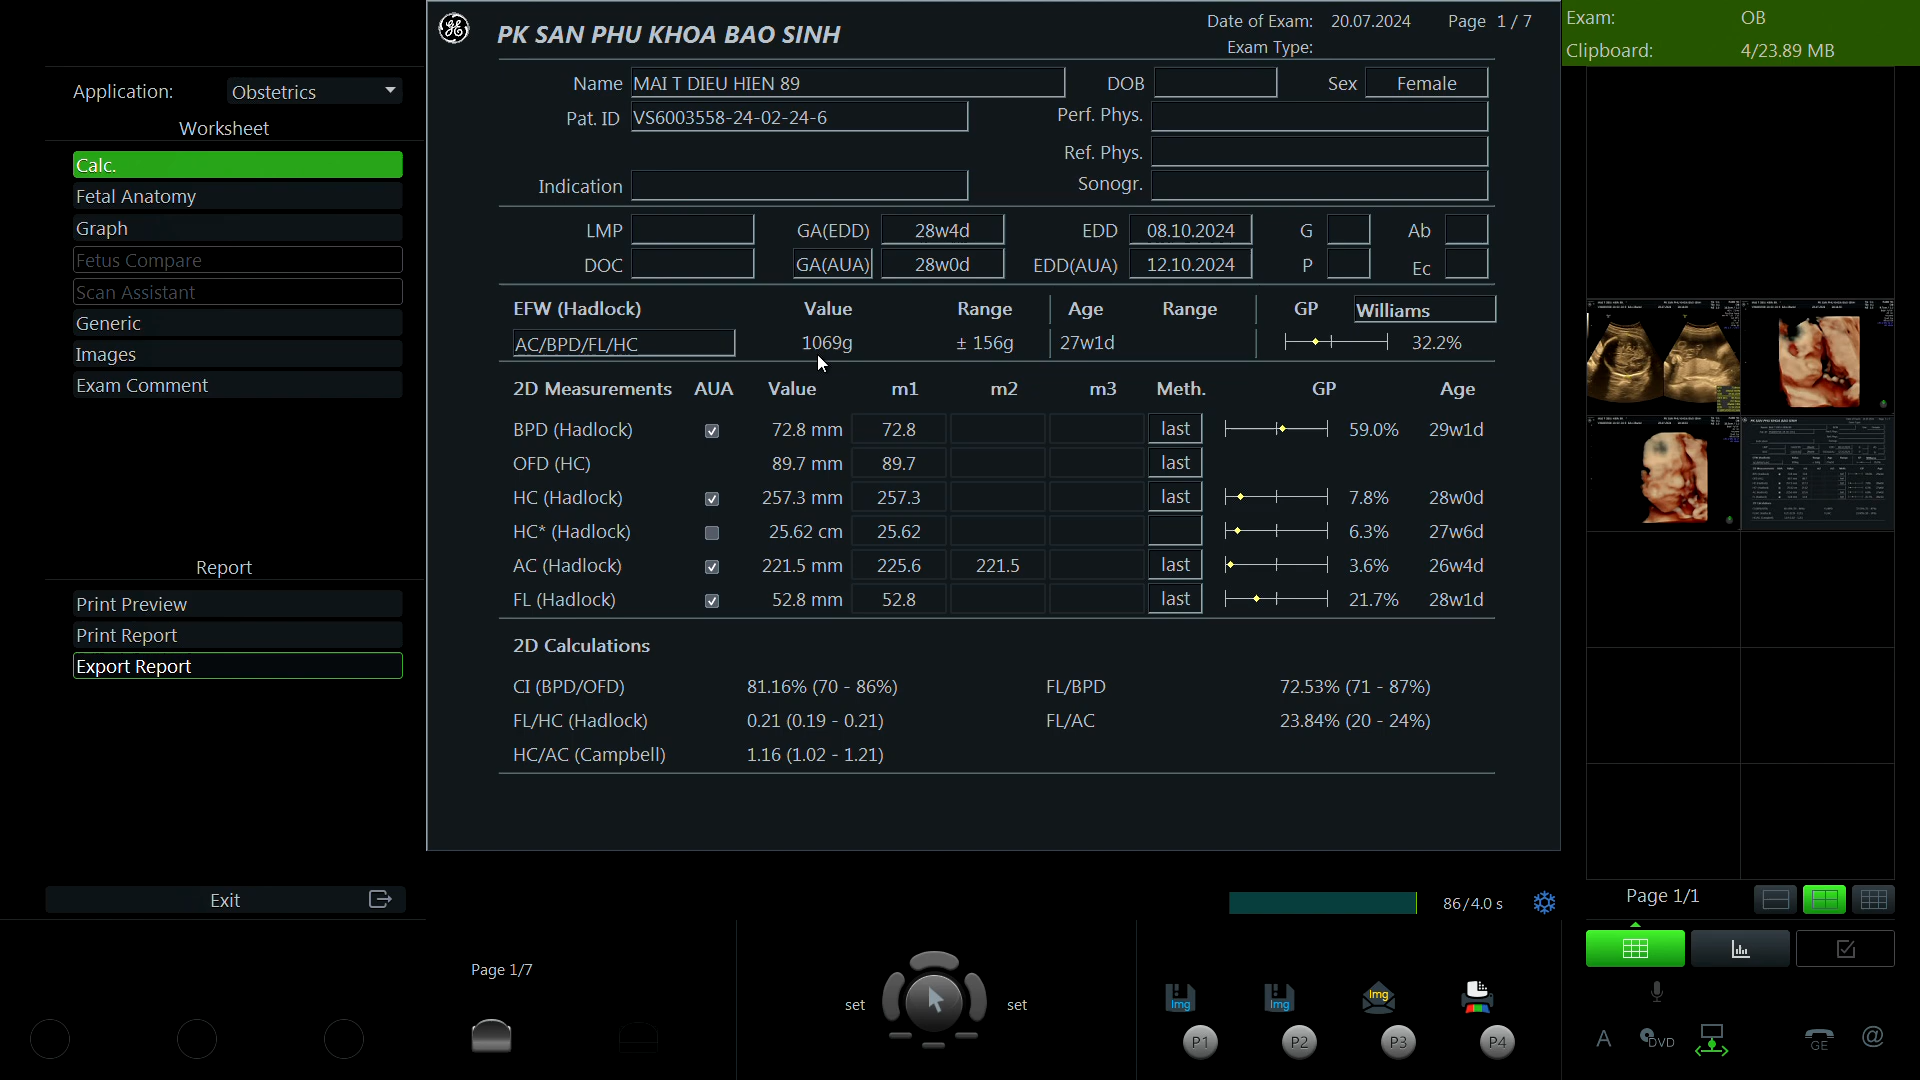 PK SAN PHU KHOA BAO SINH
Date of Exam: 20.07.2024 Page 1 / 7
Exam Type:
Exam: OB
Clipboard: 4/23.89 MB
Application: Obstetrics
Worksheet
Calc.
Fetal Anatomy
Graph
Fetus Compare
Scan Assistant
Generic
Images
Exam Comment
Report
Print Preview
Print Report
Export Report
Exit
Name MAI T DIEU HIEN 89 DOB Sex Female
Pat. ID VS6003558-24-02-24-6 Perf. Phys.
Ref. Phys.
Indication Sonogr.
LMP GA(EDD) 28w4d EDD 08.10.2024 G Ab
DOC GA(AUA) 28w0d EDD(AUA) 12.10.2024 P Ec
EFW (Hadlock) Value Range Age Range GP Williams
AC/BPD/FL/HC 1069g ± 156g 27w1d 32.2%
2D Measurements AUA Value m1 m2 m3 Meth. GP Age
BPD (Hadlock) 72.8 mm 72.8 last 59.0% 29w1d
OFD (HC) 89.7 mm 89.7 last
HC (Hadlock) 257.3 mm 257.3 last 7.8% 28w0d
HC* (Hadlock) 25.62 cm 25.62 6.3% 27w6d
AC (Hadlock) 221.5 mm 225.6 221.5 last 3.6% 26w4d
FL (Hadlock) 52.8 mm 52.8 last 21.7% 28w1d
2D Calculations
CI (BPD/OFD) 81.16% (70 - 86%) FL/BPD 72.53% (71 - 87%)
FL/HC (Hadlock) 0.21 (0.19 - 0.21) FL/AC 23.84% (20 - 24%)
HC/AC (Campbell) 1.16 (1.02 - 1.21)
86/4.0 s
Page 1/1
Page 1/7
set set
Img Img Img
P1 P2 P3 P4
A DVD GE @